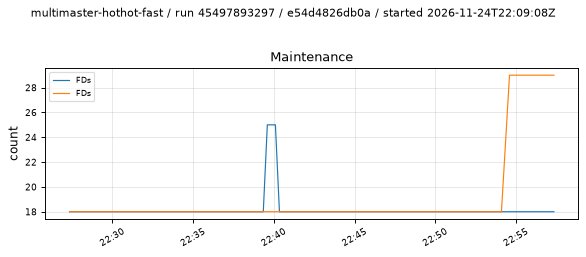 multimaster-hothot-fast / run 45497893297 / e54d4826db0a / started 2026-11-24T22:09:08Z
Maintenance
FDs
FDs
count
28
26
24
22
20
18
22:30
22:35
22:40
22:45
22:50
22:55